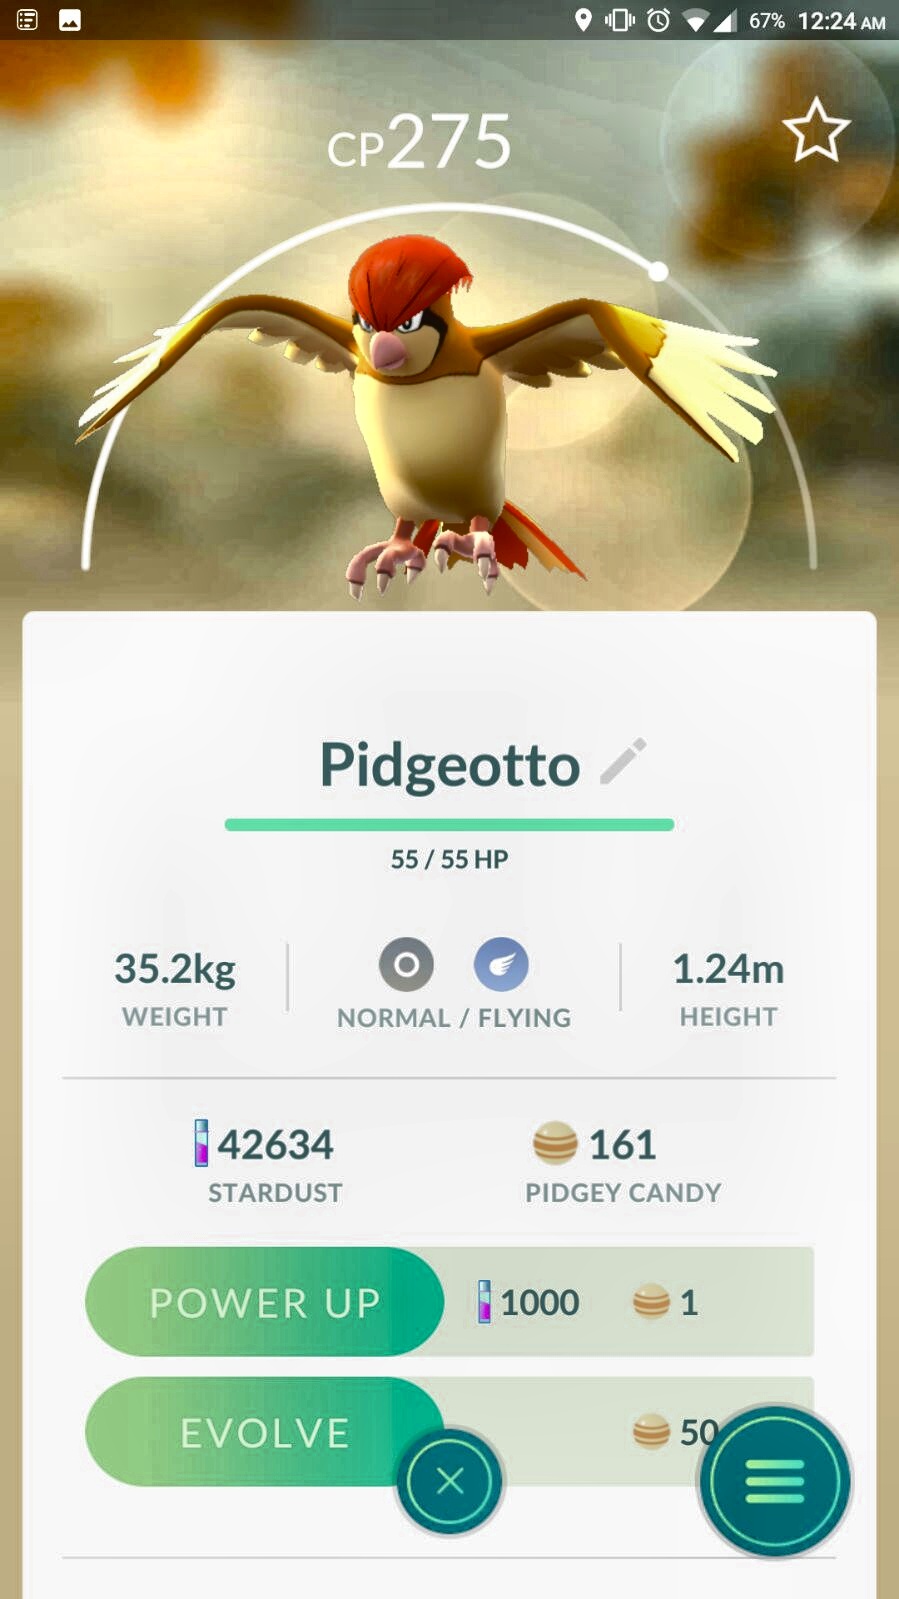 67% 12:24 AM
CP275
Pidgeotto
55 / 55 HP
35.2kg
WEIGHT
NORMAL / FLYING
1.24m
HEIGHT
42634
STARDUST
161
PIDGEY CANDY
POWER UP 1000 1
EVOLVE 50